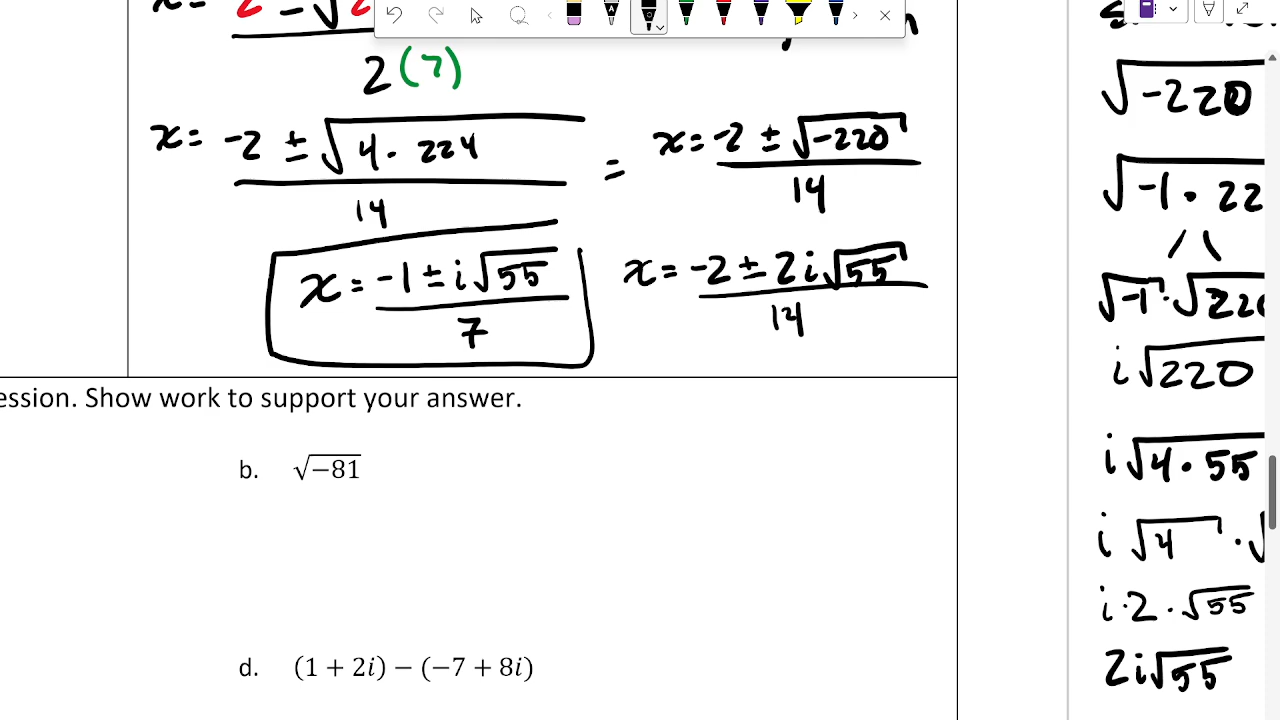 2 (7)
x = -2 ± √4 · 224 / 14 = x = -2 ± √-220 / 14
x = -1 ± i√55 / 7
x = -2 ± 2i√55 / 14
ession. Show work to support your answer.
b. √−81
d. (1 + 2i) − (−7 + 8i)
√-220
√-1 · 22
√-1 · √220
i√220
i√4 · 55
i √4 · √
i · 2 · √55
2i√55